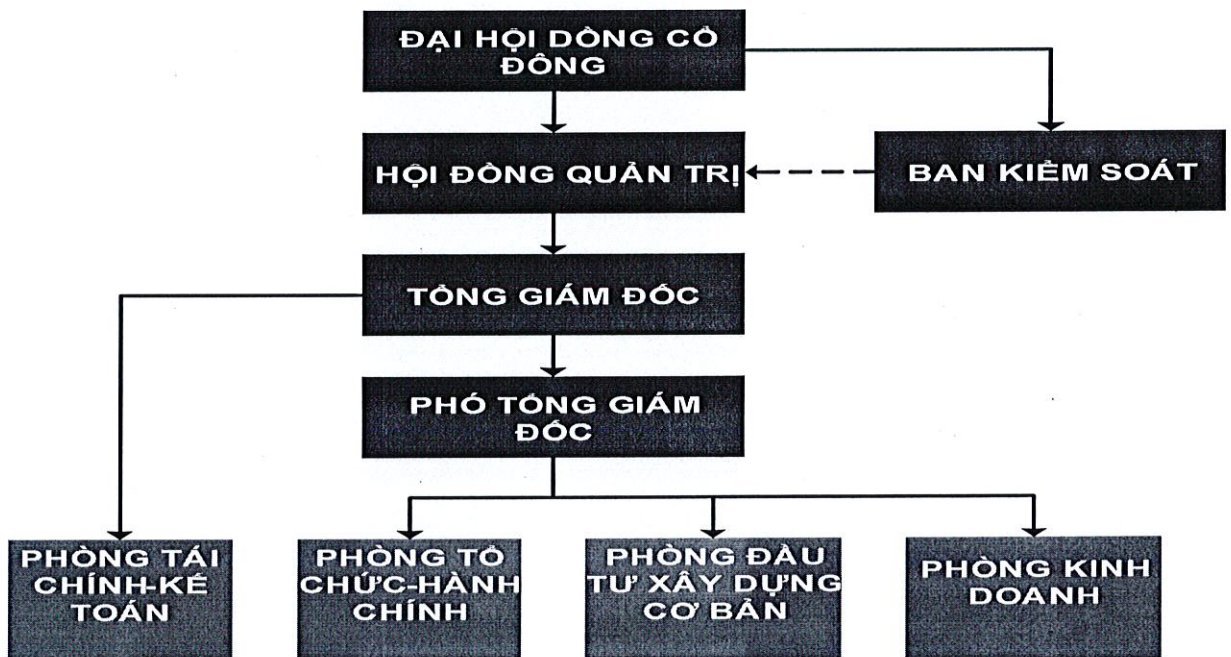 ĐẠI HỘI DỒNG CỔ
ĐÔNG
HỘI ĐỒNG QUẢN TRỊ
BAN KIỂM SOÁT
TỔNG GIÁM ĐỐC
PHÓ TỔNG GIÁM
ĐỐC
PHÒNG TÁI
CHÍNH-KẾ
TOÁN
PHÒNG TỔ
CHỨC-HÀNH
CHÍNH
PHÒNG ĐẦU
TƯ XÂY DỰNG
CƠ BẢN
PHÒNG KINH
DOANH